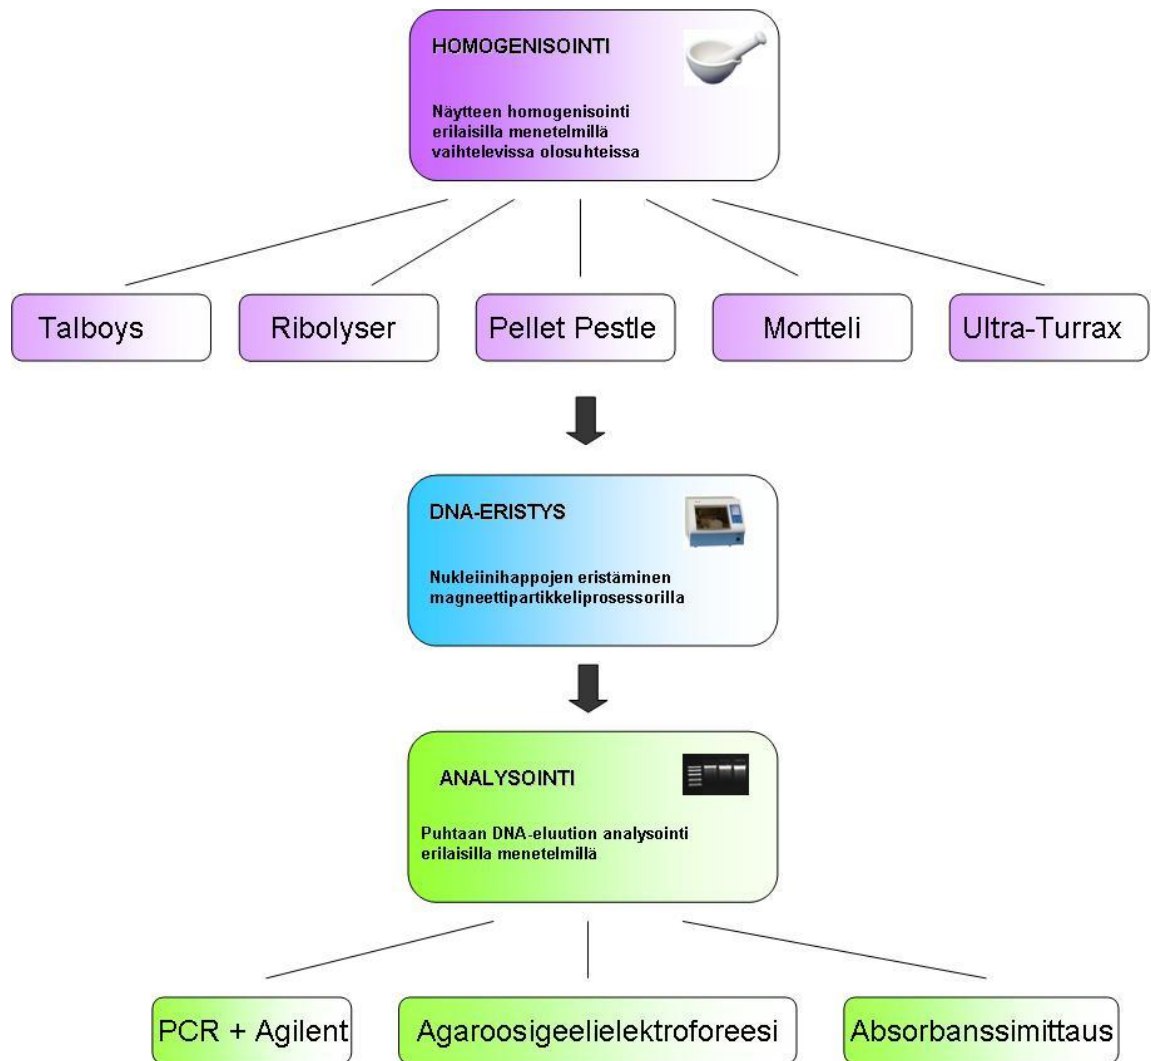 HOMOGENISOINTI
Näytteen homogenisointi
erilaisilla menetelmillä
vaihtelevissa olosuhteissa
Talboys
Ribolyser
Pellet Pestle
Mortteli
Ultra-Turrax
DNA-ERISTYS
Nukleiinihappojen eristäminen
magneettipartikkeliprosessorilla
ANALYSOINTI
Puhtaan DNA-eluution analysointi
erilaisilla menetelmillä
PCR + Agilent
Agaroosigeelielektroforeesi
Absorbanssimittaus